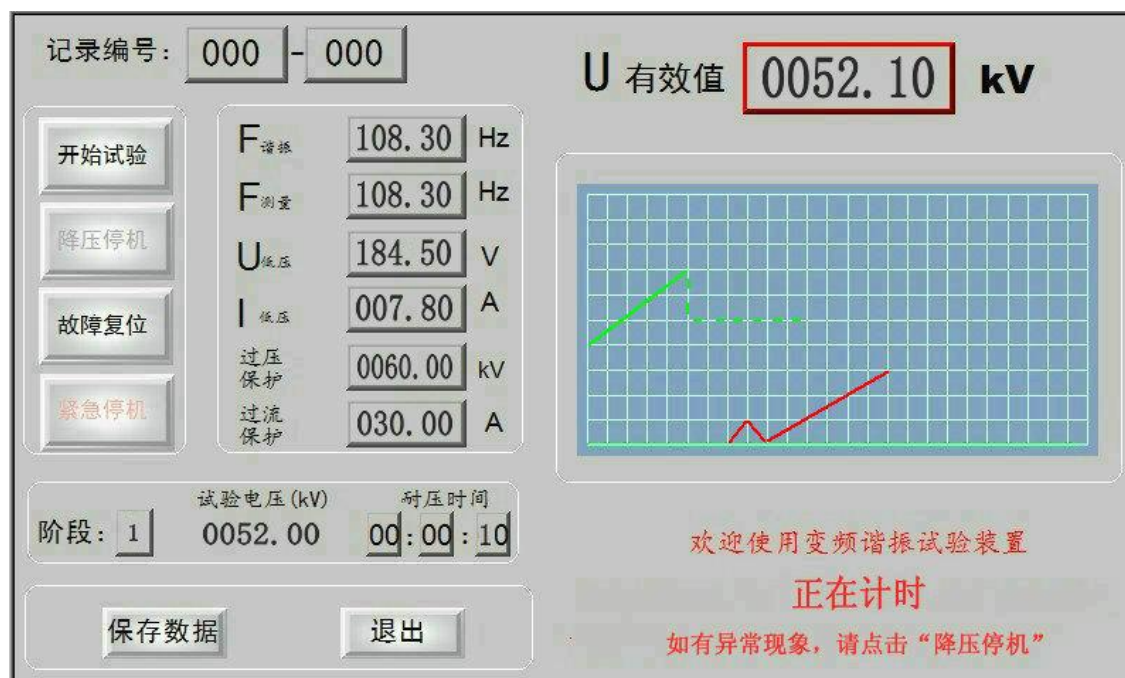 记录编号： 000 - 000
U 有效值 0052.10 kV
开始试验
降压停机
故障复位
紧急停机
F谐振 108.30 Hz
F测量 108.30 Hz
U低压 184.50 V
I 低压 007.80 A
过压
保护 0060.00 kV
过流
保护 030.00 A
试验电压(kV) 耐压时间
阶段： 1 0052.00 00:00:10
保存数据 退出
欢迎使用变频谐振试验装置
正在计时
如有异常现象，请点击“降压停机”